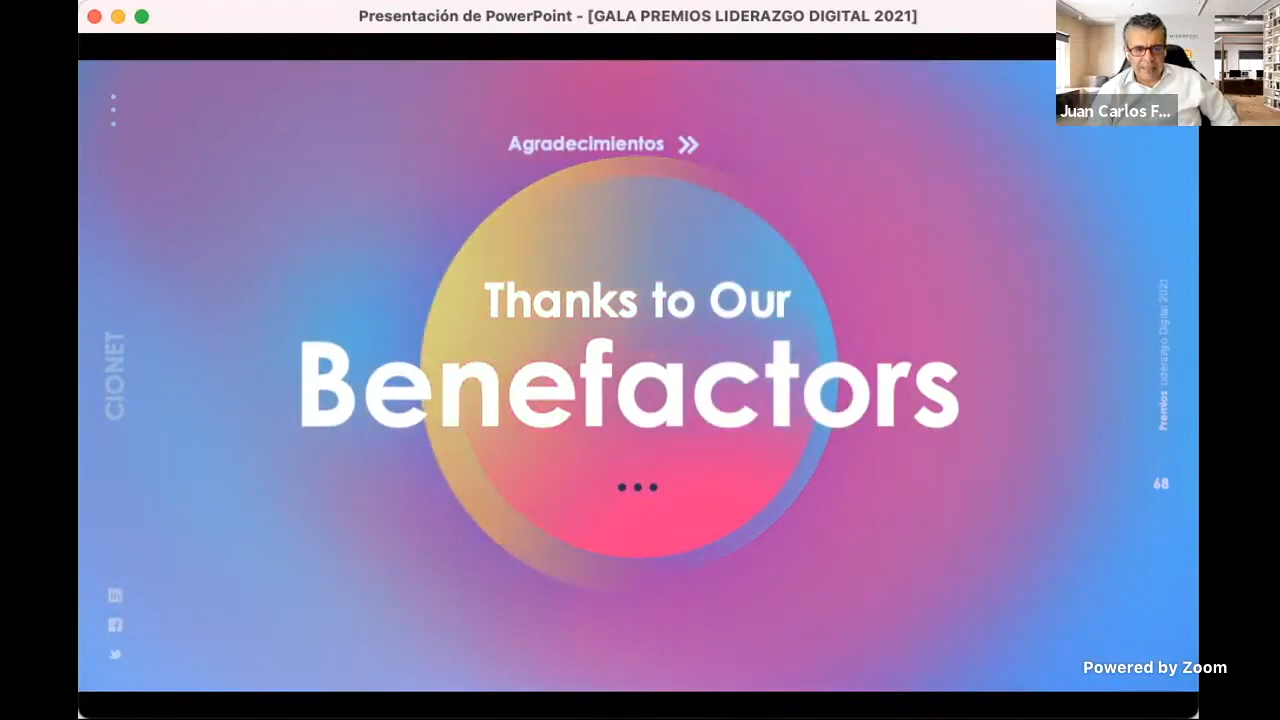 Presentación de PowerPoint - [GALA PREMIOS LIDERAZGO DIGITAL 2021]
Juan Carlos F...
Agradecimientos
Thanks to Our
Benefactors
CIONET
Premios Liderazgo Digital 2021
68
Powered by Zoom